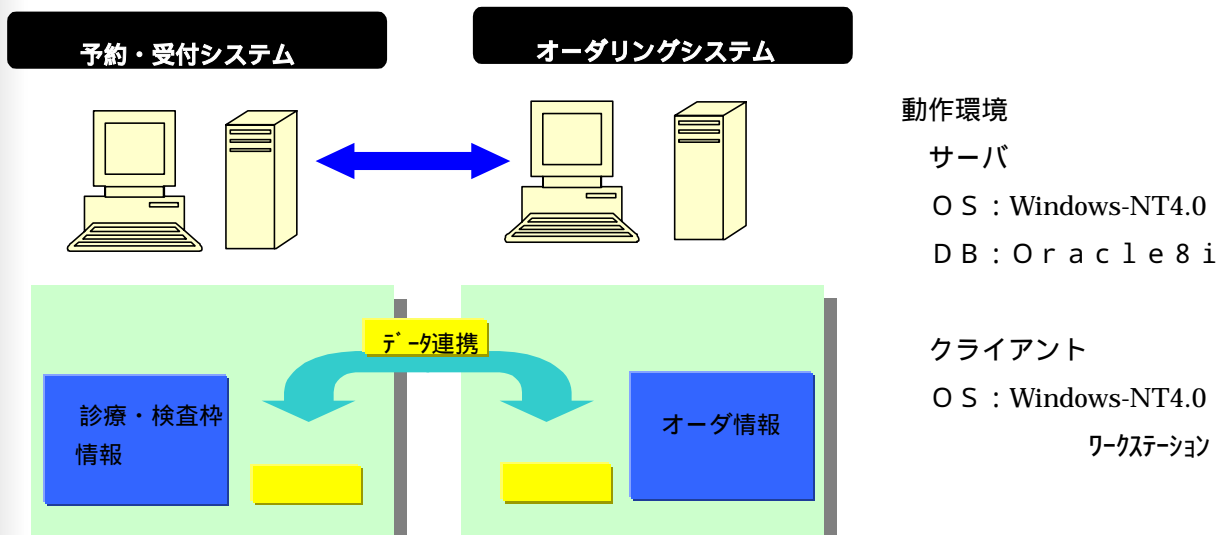 予約・受付システム
オーダリングシステム
動作環境
サーバ
ＯＳ：Windows-NT4.0
ＤＢ：Ｏｒａｃｌｅ８ｉ
クライアント
ＯＳ：Windows-NT4.0
ﾜｰｸｽﾃｰｼｮﾝ
ﾃﾞｰﾀ連携
診療・検査枠
情報
オーダ情報